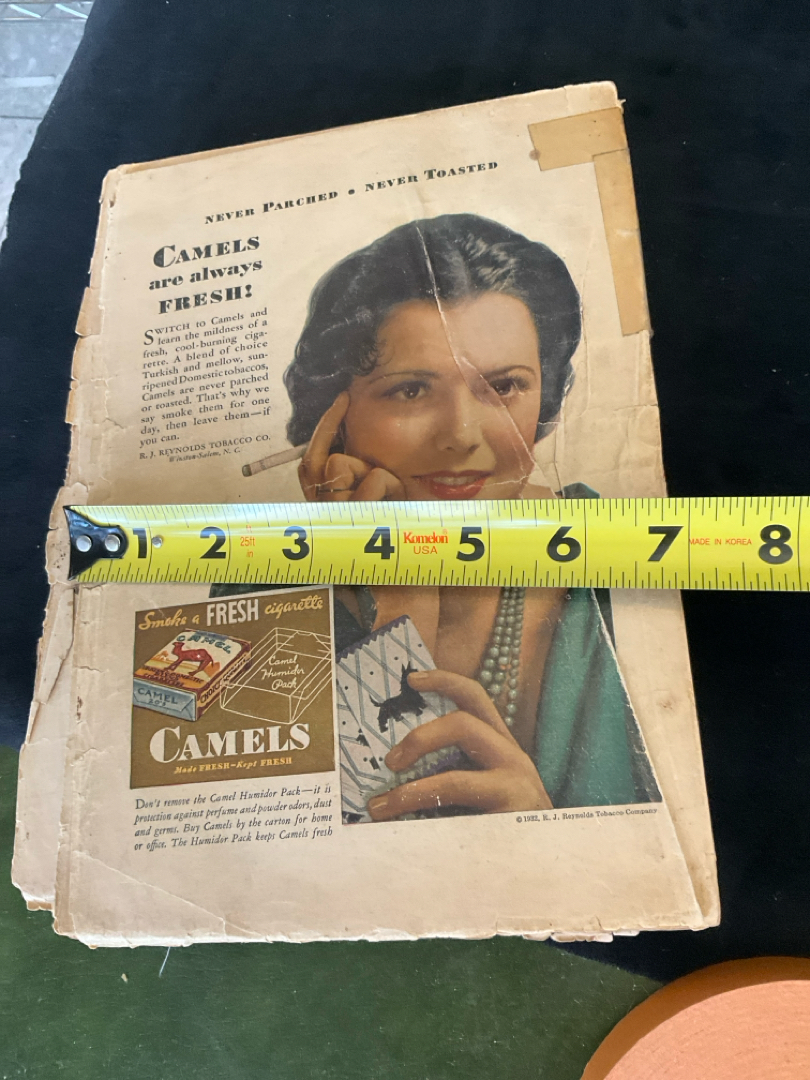 NEVER PARCHED • NEVER TOASTED
CAMELS
are always
FRESH!
SWITCH to Camels and
learn the mildness of a
fresh, cool-burning ciga-
rette. A blend of choice
Turkish and mellow, sun-
ripened Domestic tobaccos,
Camels are never parched
or toasted. That's why we
say smoke them for one
day, then leave them—if
you can.
R. J. REYNOLDS TOBACCO CO.
Winston-Salem, N. C.
1 2 3 4 5 6 7 8
25ft
in
Komelon
USA
MADE IN KOREA
Smoke a FRESH cigarette
CAMEL
CAMEL
Camel
Humidor
Pack
CAMELS
Made FRESH–Kept FRESH
Don't remove the Camel Humidor Pack—it is
protection against perfume and powder odors, dust
and germs. Buy Camels by the carton for home
or office. The Humidor Pack keeps Camels fresh
© 1932, R. J. Reynolds Tobacco Company